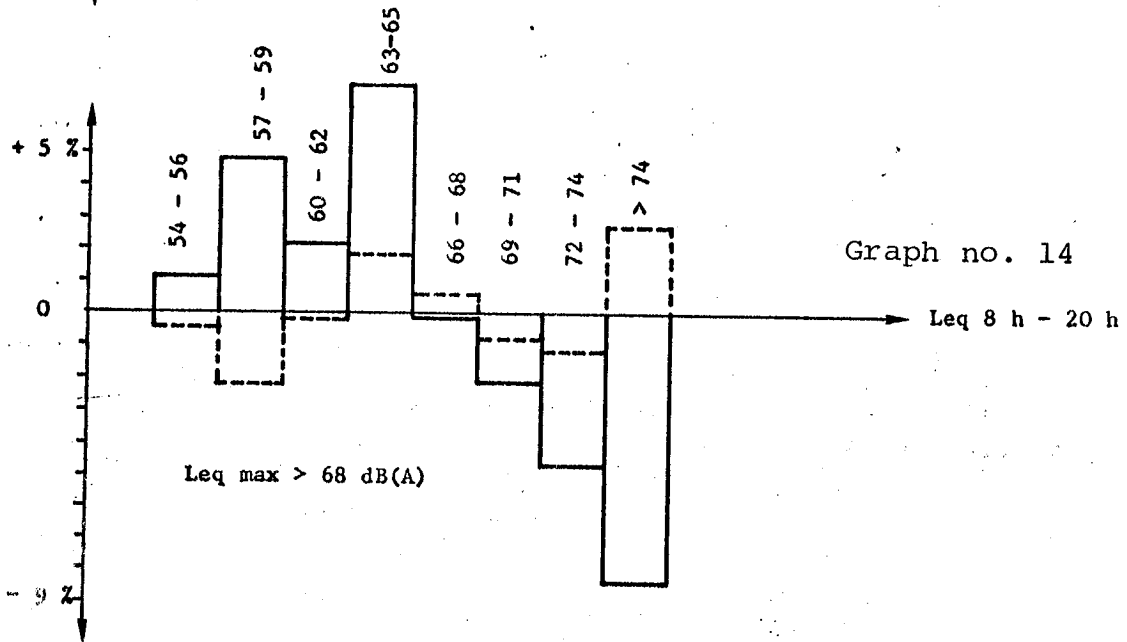 63-65
57 - 59
+ 5 %
60 - 62
54 - 56
66 - 68
69 - 71
72 - 74
> 74
Graph no. 14
0
Leq 8 h - 20 h
Leq max > 68 dB(A)
- 9 %